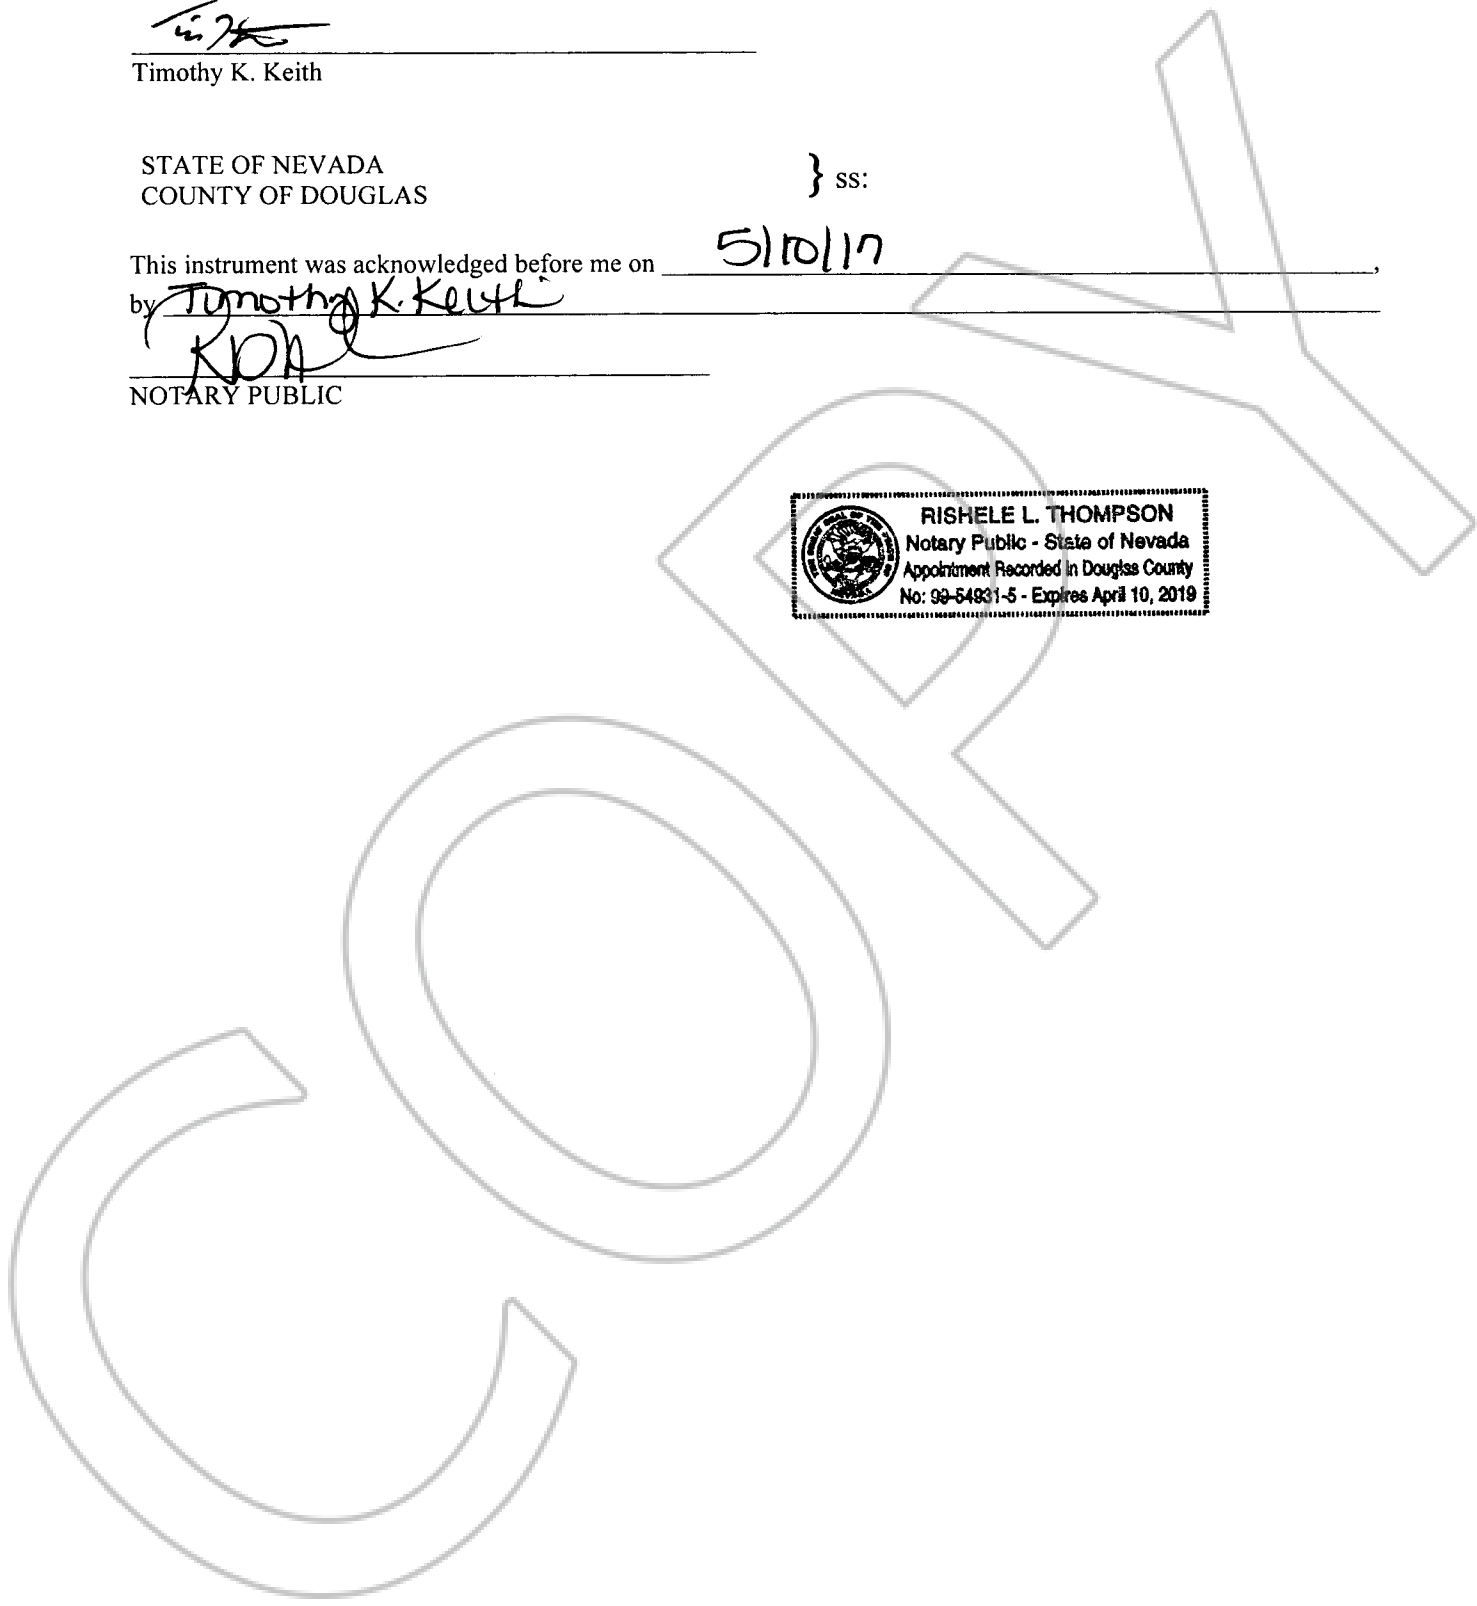 Timothy K. Keith
STATE OF NEVADA
COUNTY OF DOUGLAS
} ss:
This instrument was acknowledged before me on 5/10/17,
by Timothy K. Keith
NOTARY PUBLIC
RISHELE L. THOMPSON
Notary Public - State of Nevada
Appointment Recorded in Douglas County
No: 99-54931-5 - Expires April 10, 2019
COPY